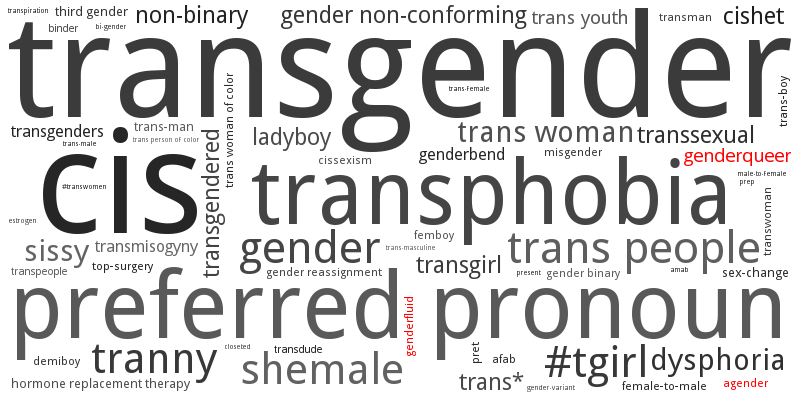 transpiration
third gender
non-binary
gender non-conforming
trans youth
transman
cishet
binder
bi-gender
transgender
trans-Female
trans-boy
transgenders
trans-man
trans-male
trans person of color
transgendered
trans woman of color
ladyboy
trans woman
transsexual
cissexism
genderbend
misgender
genderqueer
cis
#transwomen
transphobia
male-to-Female
prep
transwoman
estrogen
sissy
transmisogyny
gender
femboy
trans-masculine
trans people
transpeople
top-surgery
gender reassignment
transgirl
present
gender binary
amab
sex-change
preferred pronoun
genderfluid
demiboy
tranny
closeted
transdude
shemale
pret
afab
#tgirl
dysphoria
hormone replacement therapy
trans*
gender-variant
female-to-male
agender